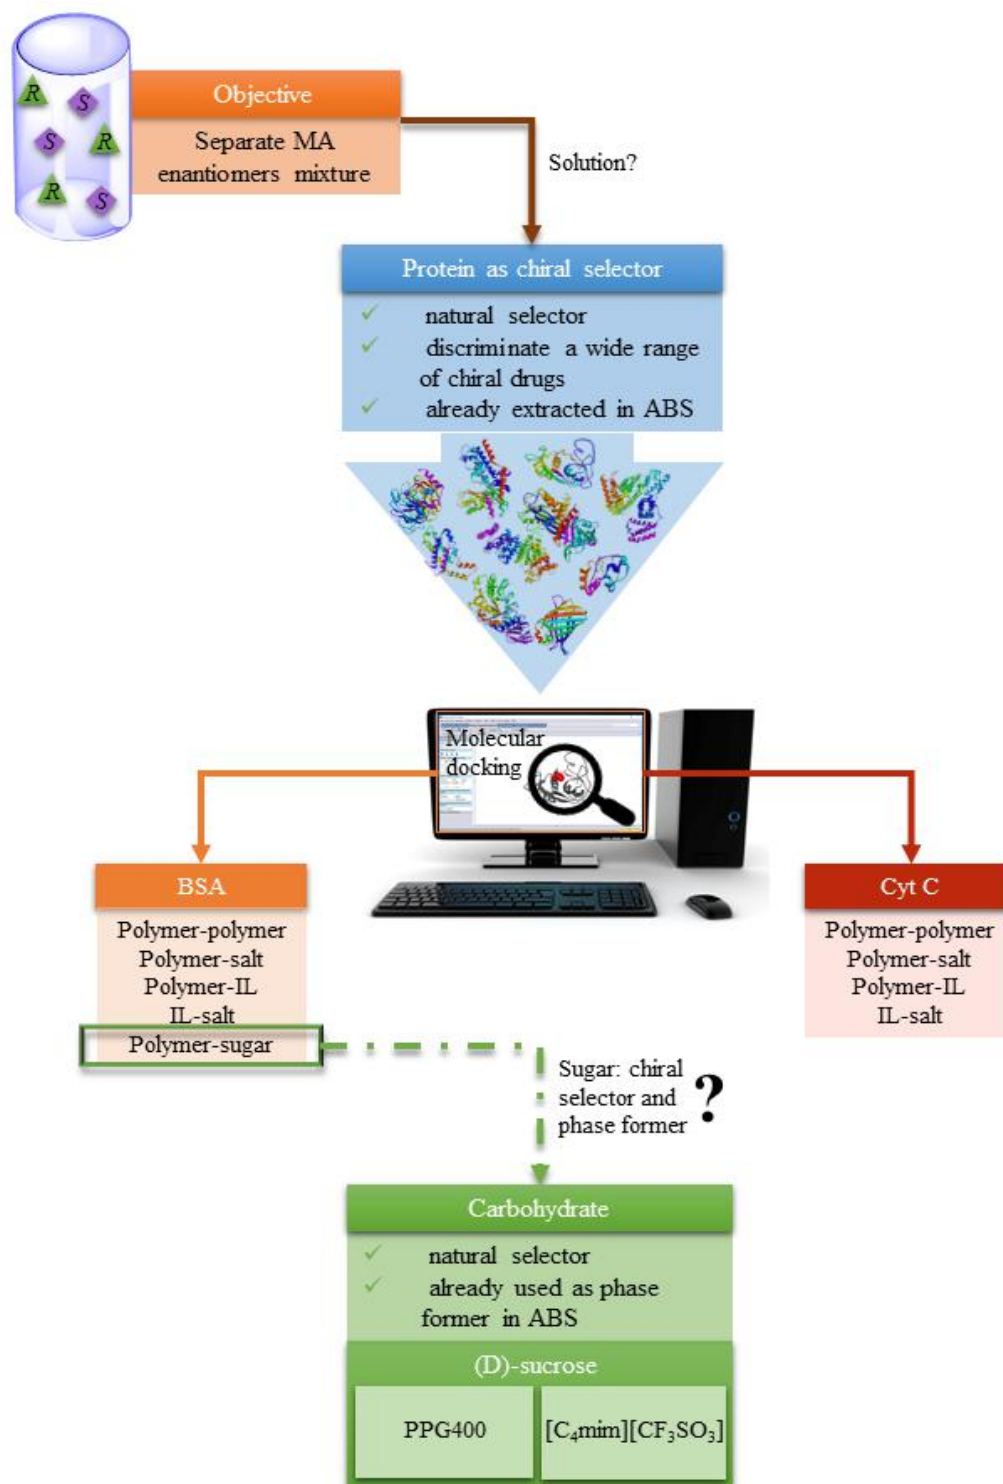 R
S
S
R
R
S
Objective
Separate MA
enantiomers mixture
Solution?
Protein as chiral selector
✓ natural selector
✓ discriminate a wide range
of chiral drugs
✓ already extracted in ABS
Molecular
docking
BSA
Polymer-polymer
Polymer-salt
Polymer-IL
IL-salt
Polymer-sugar
Cyt C
Polymer-polymer
Polymer-salt
Polymer-IL
IL-salt
Sugar: chiral
selector and
phase former
?
Carbohydrate
✓ natural selector
✓ already used as phase
former in ABS
(D)-sucrose
PPG400
[C₄mim][CF₃SO₃]